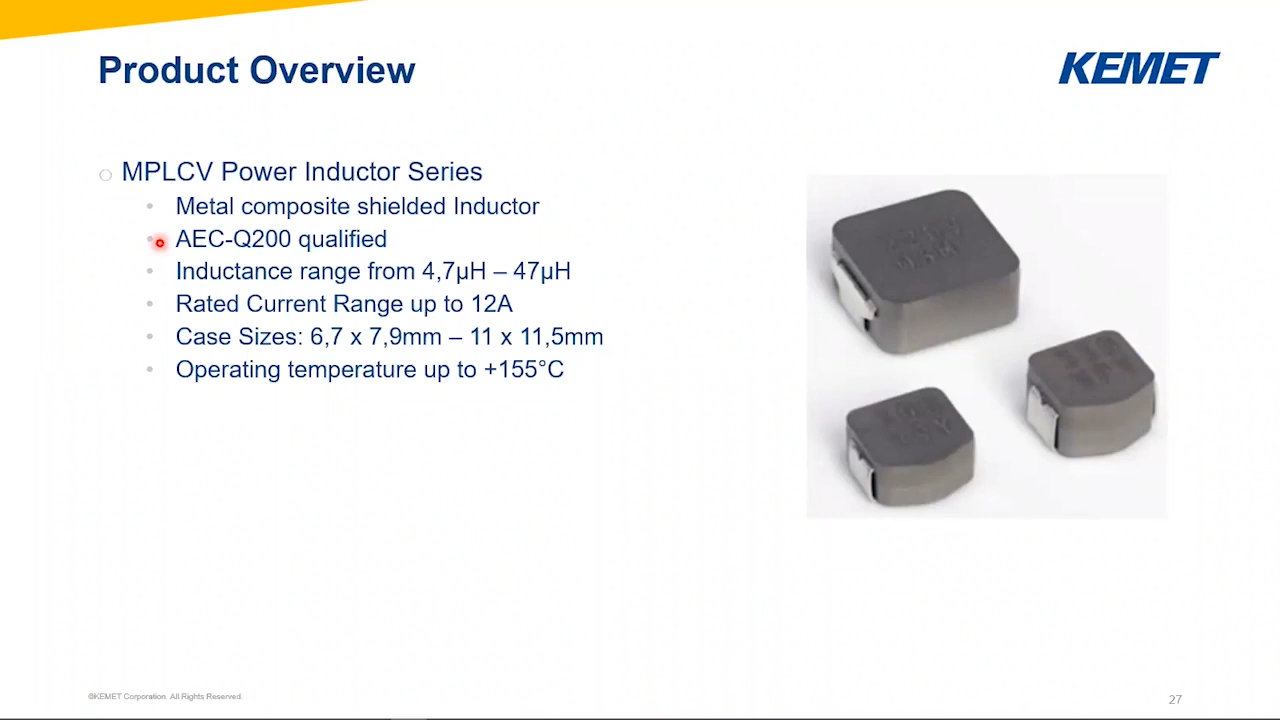 Product Overview
KEMET
MPLCV Power Inductor Series
Metal composite shielded Inductor
AEC-Q200 qualified
Inductance range from 4,7µH – 47µH
Rated Current Range up to 12A
Case Sizes: 6,7 x 7,9mm – 11 x 11,5mm
Operating temperature up to +155°C
©KEMET Corporation. All Rights Reserved.
27